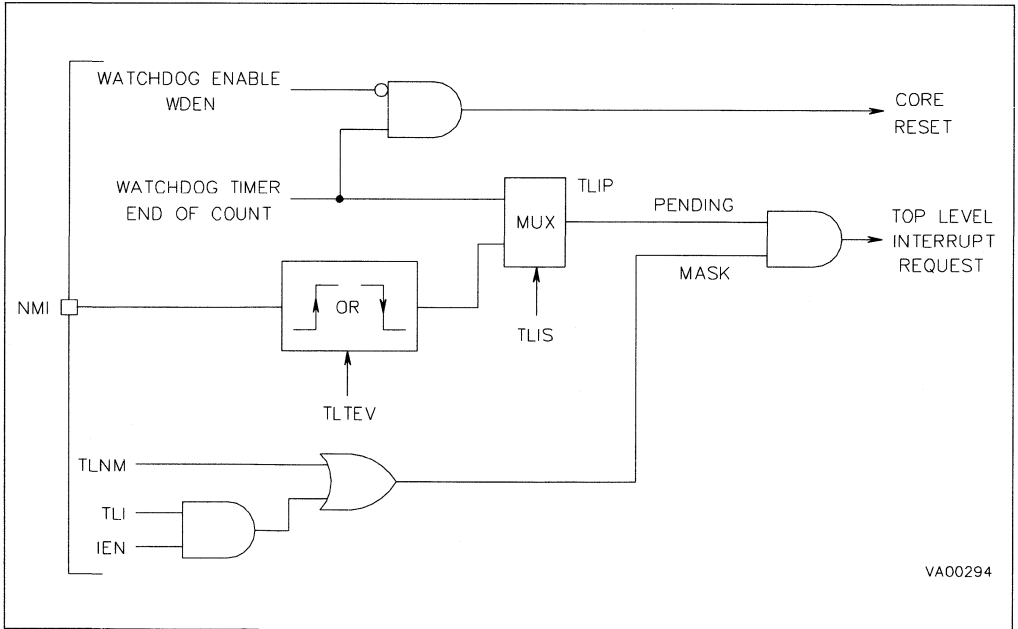 WATCHDOG ENABLE
WDEN
CORE
RESET
WATCHDOG TIMER
END OF COUNT
TLIP
MUX
PENDING
TOP LEVEL
INTERRUPT
REQUEST
MASK
NMI
OR
TLIS
TLTEV
TLNM
TLI
IEN
VA00294